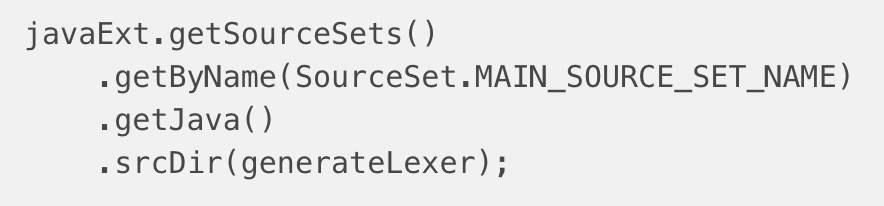 javaExt.getSourceSets()
    .getByName(SourceSet.MAIN_SOURCE_SET_NAME)
    .getJava()
    .srcDir(generateLexer);